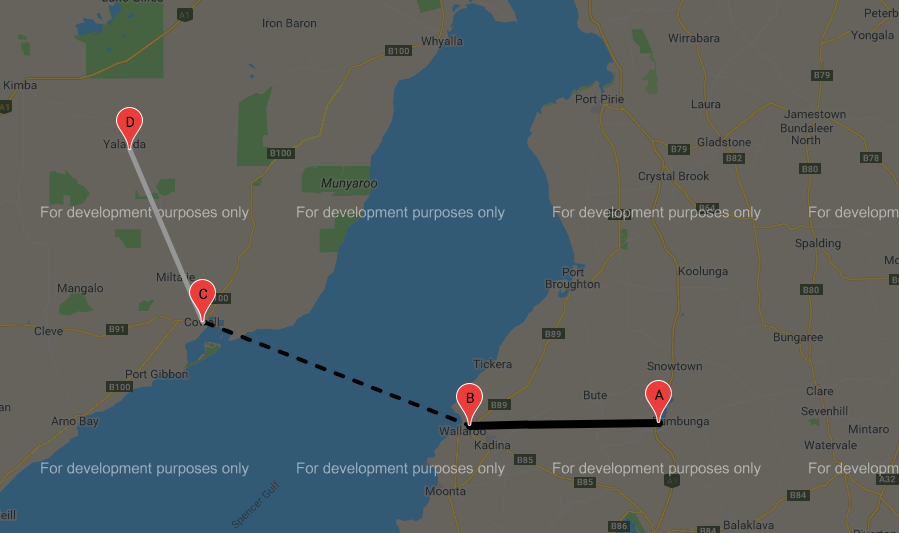 Iron Baron
A1
Peterb
Wirrabara
Yongala
Whyalla
B100
B79
Kimba
A1
Port Pirie
Laura
Jamestown
Bundaleer
North
D
Yalanda
B100
B79
Gladstone
B82
B80
B78
Munyaroo
Crystal Brook
For development purposes only
For development purposes only
For development purposes only
For developm
B64
Spalding
Port
Broughton
Koolunga
Miltalie
Mangalo
C
B80
Cowell
Cleve
B91
B89
Bungaree
Tickera
Snowtown
Port Gibbon
B100
Bute
Clare
B
A
B89
Sevenhill
Arno Bay
Wallaroo
Kadina
Mintaro
Watervale
B85
For development purposes only
For development purposes only
For development purposes only
For developm
B85
A32
Moonta
B84
Spencer Gulf
eill
B86
B84
Balaklava